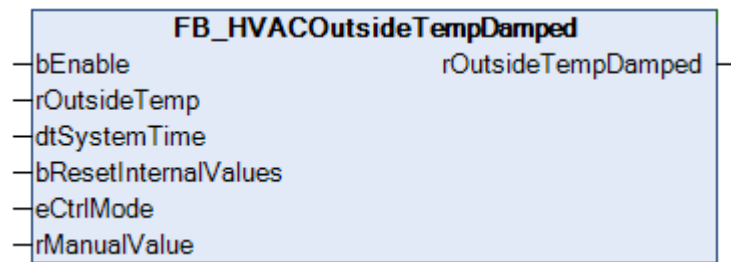 FB_HVACOutsideTempDamped
bEnable rOutsideTempDamped
rOutsideTemp
dtSystemTime
bResetInternalValues
eCtrlMode
rManualValue